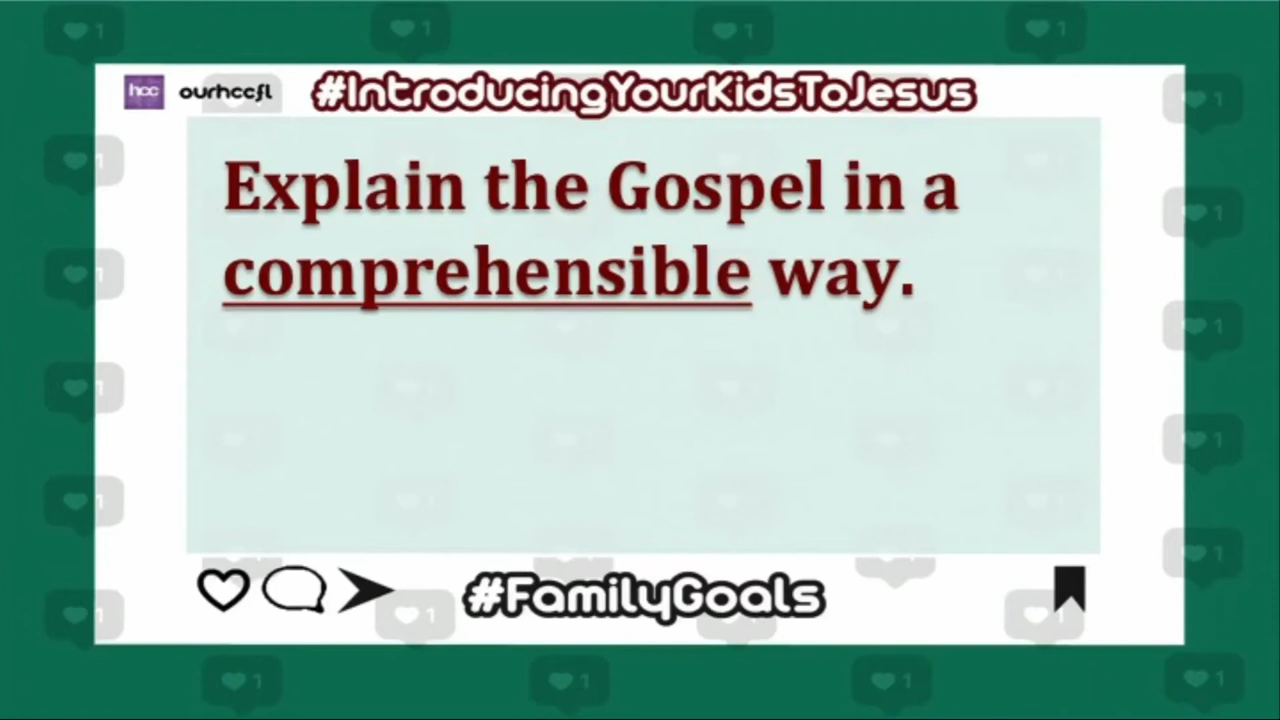 hcc ourhccfl #IntroducingYourKidsToJesus
Explain the Gospel in a
comprehensible way.
#FamilyGoals